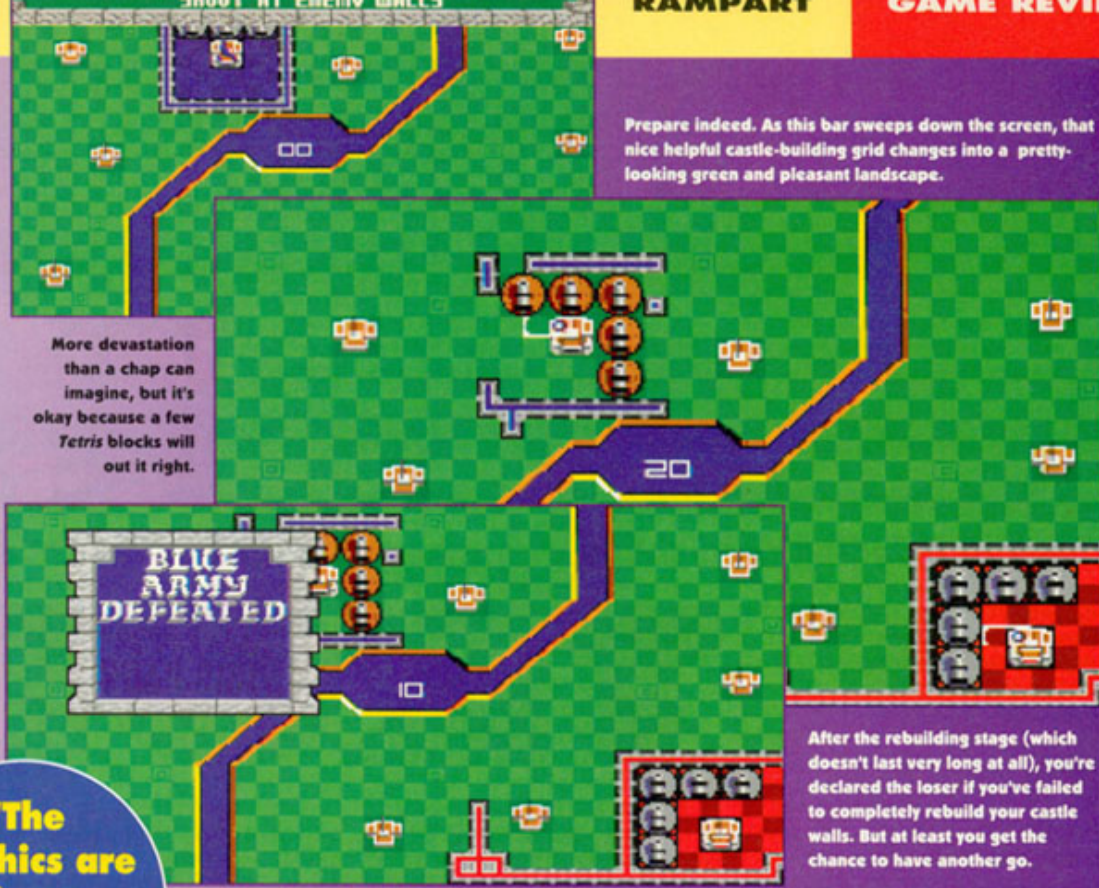 SHOOT AT ENEMY WALLS
RAMPART
GAME REVI
Prepare indeed. As this bar sweeps down the screen, that
nice helpful castle-building grid changes into a pretty-
looking green and pleasant landscape.
00
More devastation
than a chap can
imagine, but it's
okay because a few
Tetris blocks will
out it right.
20
BLUE
ARMY
DEFEATED
10
After the rebuilding stage (which
doesn't last very long at all), you're
declared the loser if you've failed
to completely rebuild your castle
walls. But at least you get the
chance to have another go.
The
hics are